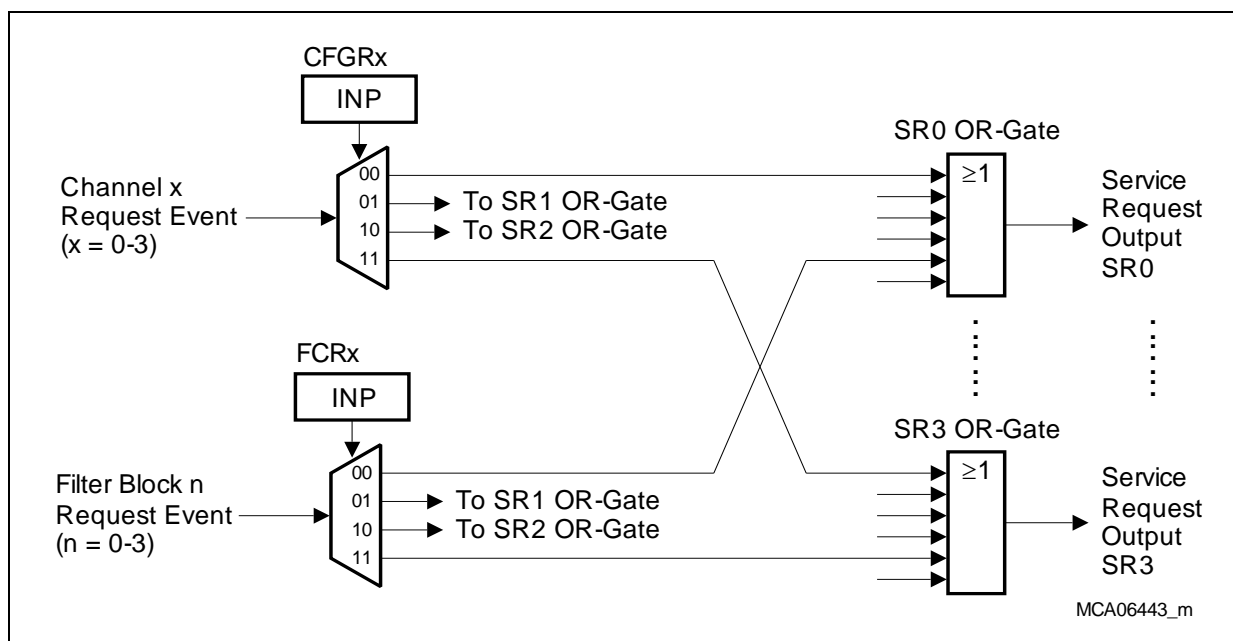 CFGRx
INP
SR0 OR-Gate
Channel x
Request Event
(x = 0-3)
00
01
10
11
To SR1 OR-Gate
To SR2 OR-Gate
≥1
Service
Request
Output
SR0
FCRx
INP
SR3 OR-Gate
Filter Block n
Request Event
(n = 0-3)
00
01
10
11
To SR1 OR-Gate
To SR2 OR-Gate
≥1
Service
Request
Output
SR3
MCA06443_m